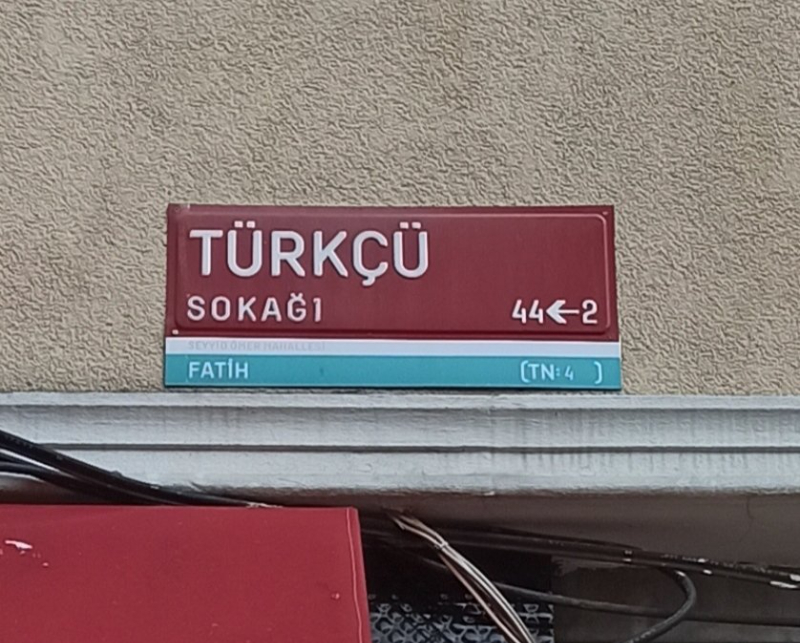 TÜRKÇÜ
SOKAĞI
44←2
SEYYİD ÖMER MAHALLESİ
FATİH (TN: 4 )